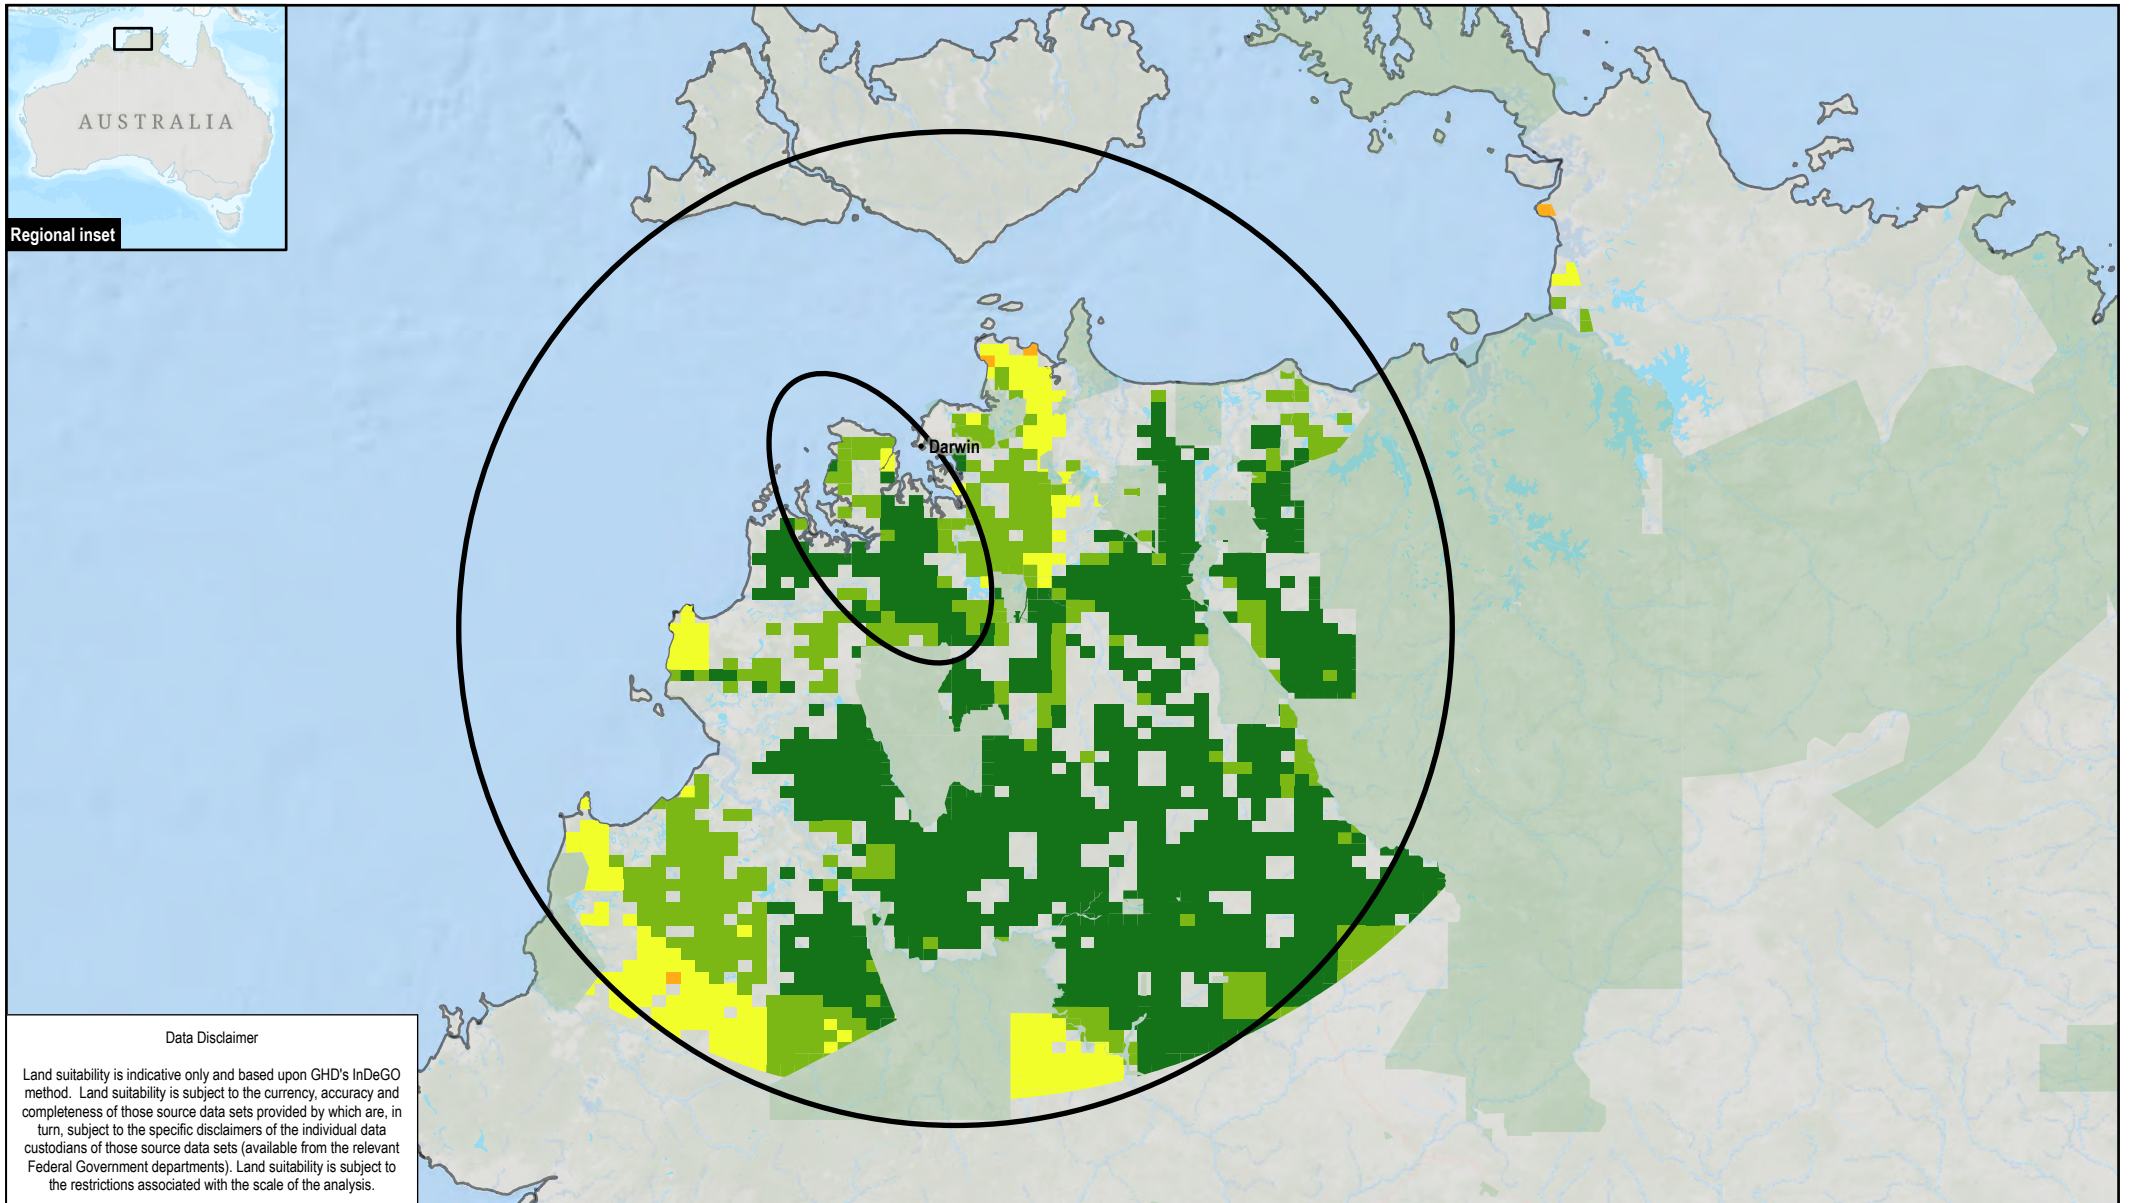 AUSTRALIA
Regional inset
Darwin
Data Disclaimer
Land suitability is indicative only and based upon GHD's InDeGO
method.  Land suitability is subject to the currency, accuracy and
completeness of those source data sets provided by which are, in
turn, subject to the specific disclaimers of the individual data
custodians of those source data sets (available from the relevant
Federal Government departments). Land suitability is subject to
the restrictions associated with the scale of the analysis.